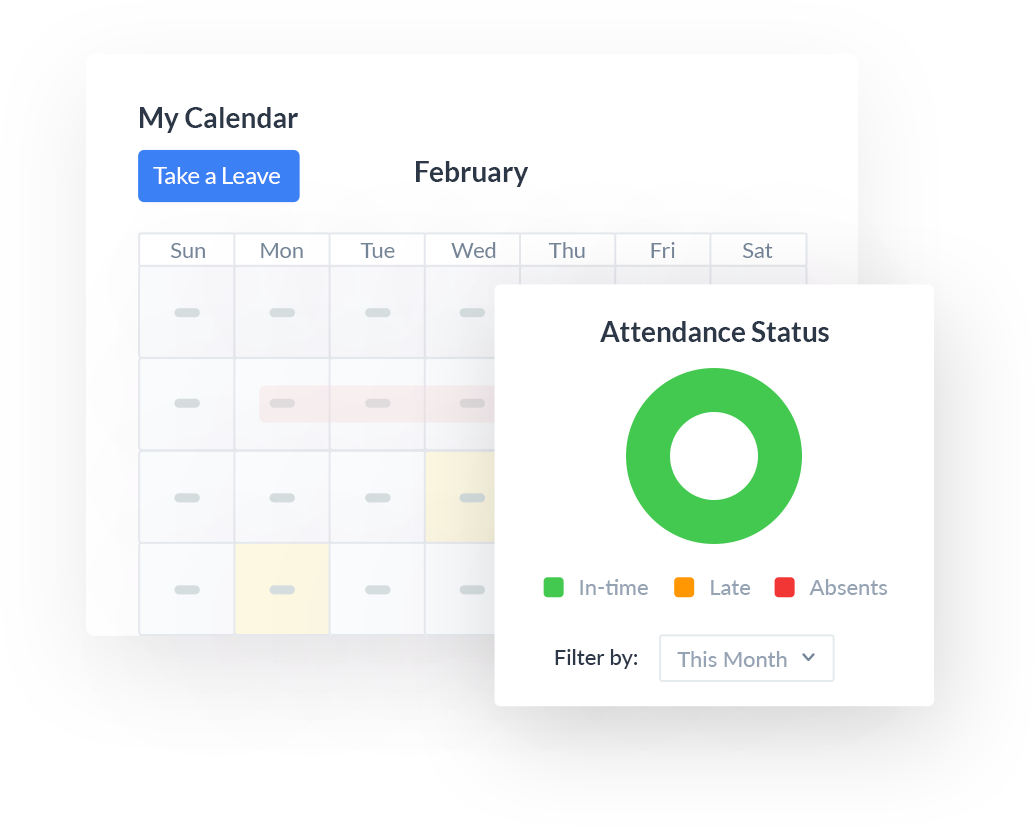 My Calendar
Take a Leave
February
Sun Mon Tue Wed Thu Fri Sat
Attendance Status
In-time Late Absents
Filter by: This Month